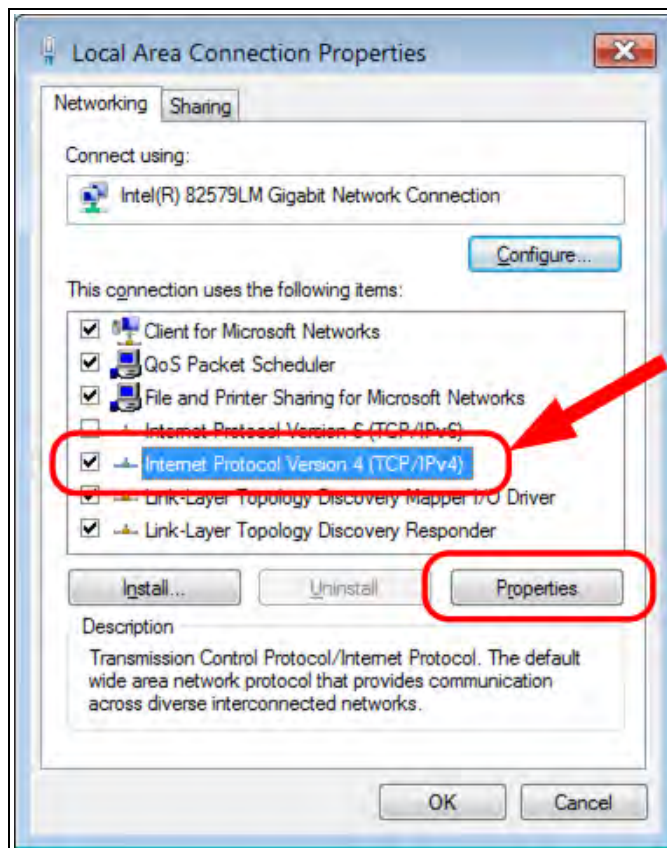 Local Area Connection Properties
Networking
Sharing
Connect using:
Intel(R) 82579LM Gigabit Network Connection
Configure...
This connection uses the following items:
Client for Microsoft Networks
QoS Packet Scheduler
File and Printer Sharing for Microsoft Networks
Internet Protocol Version 6 (TCP/IPv6)
Internet Protocol Version 4 (TCP/IPv4)
Link-Layer Topology Discovery Mapper I/O Driver
Link-Layer Topology Discovery Responder
Install...
Uninstall
Properties
Description
Transmission Control Protocol/Internet Protocol. The default
wide area network protocol that provides communication
across diverse interconnected networks.
OK
Cancel